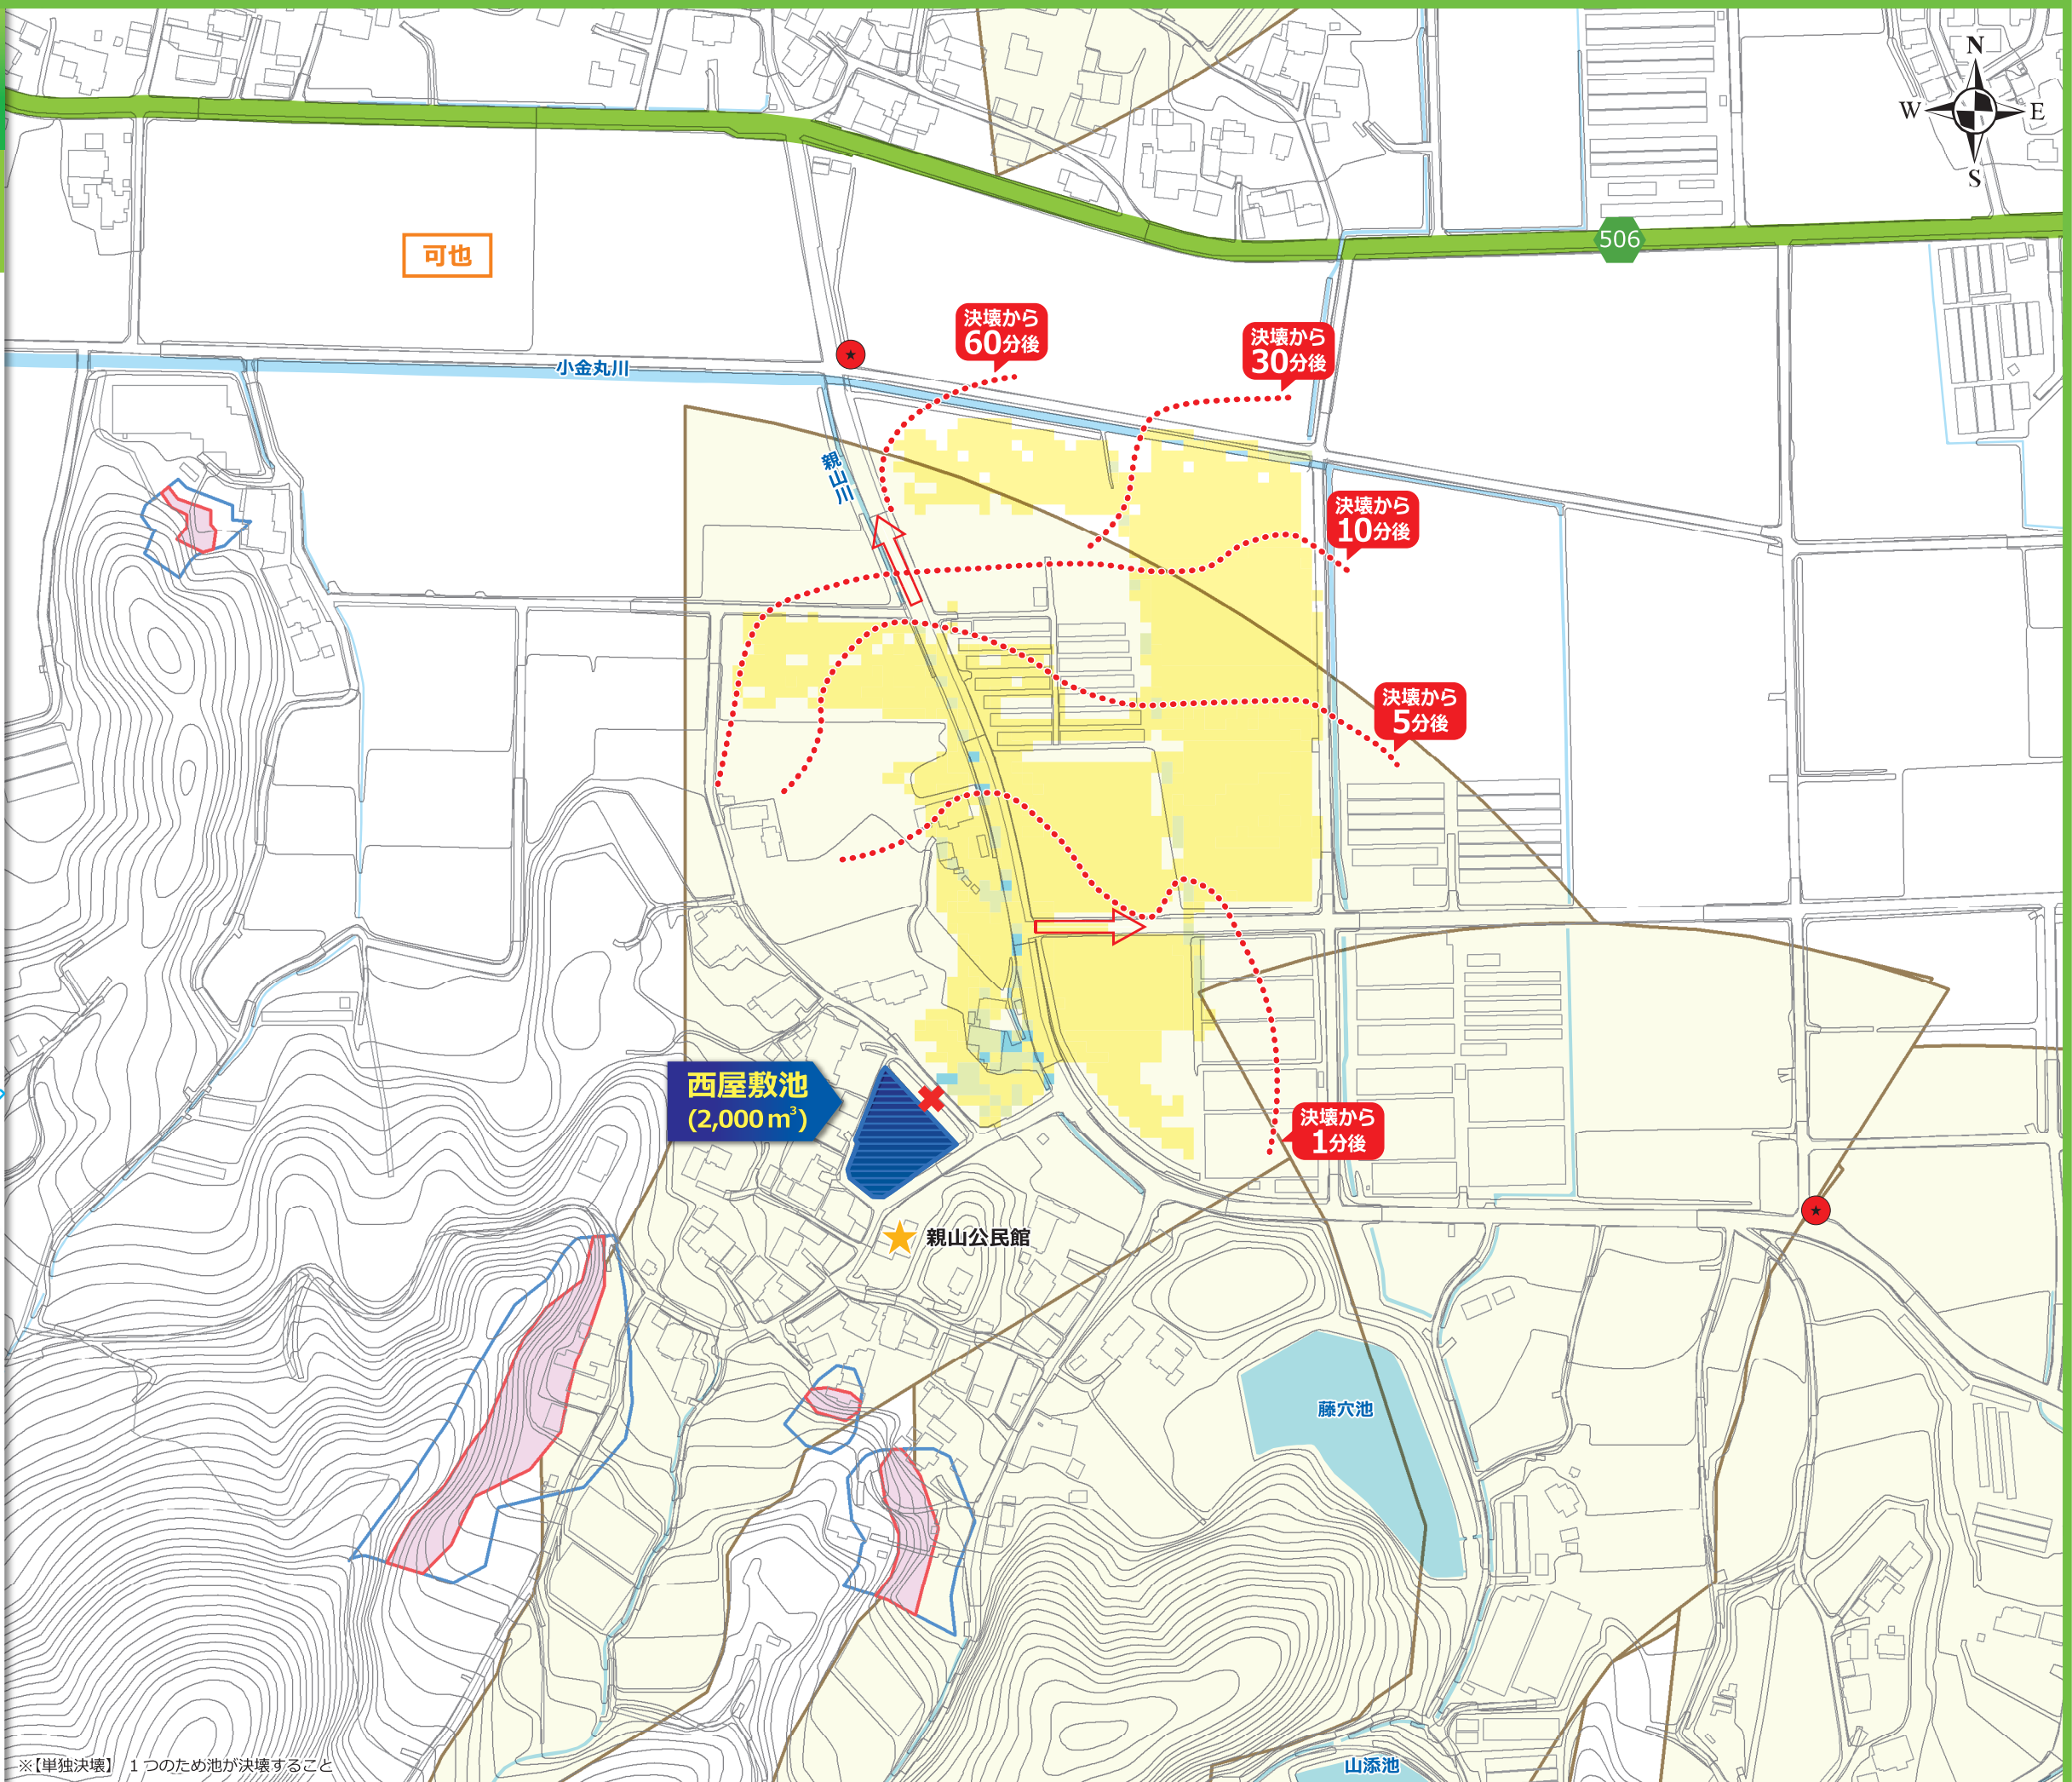 N
W
E
S
506
可也
決壊から
60分後
決壊から
30分後
小金丸川
親山川
決壊から
10分後
決壊から
5分後
西屋敷池
(2,000㎥)
決壊から
1分後
親山公民館
藤穴池
山添池
※【単独決壊】 1つのため池が決壊すること